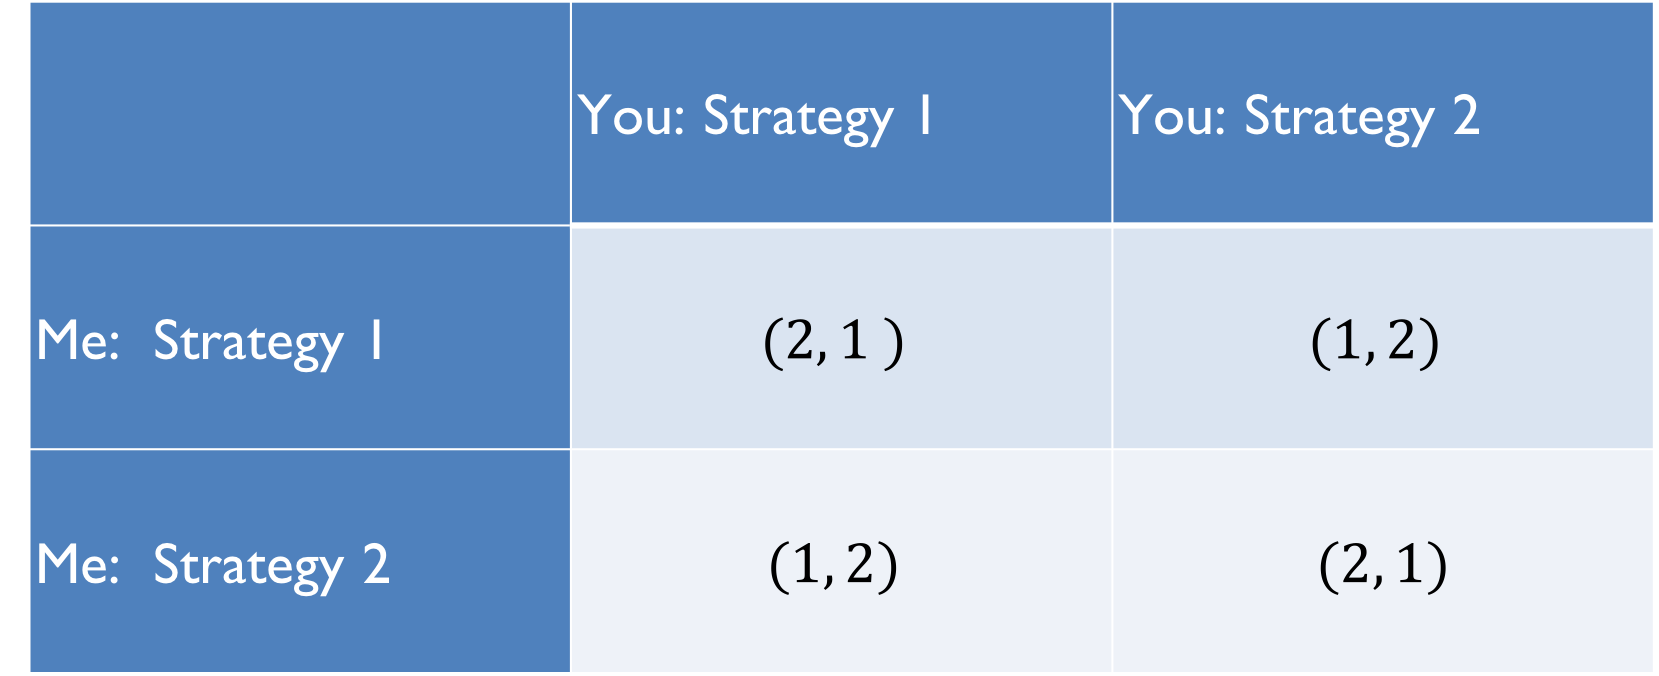 You: Strategy 1
You: Strategy 2
Me: Strategy 1
(2, 1 )
(1, 2)
Me: Strategy 2
(1, 2)
(2, 1)